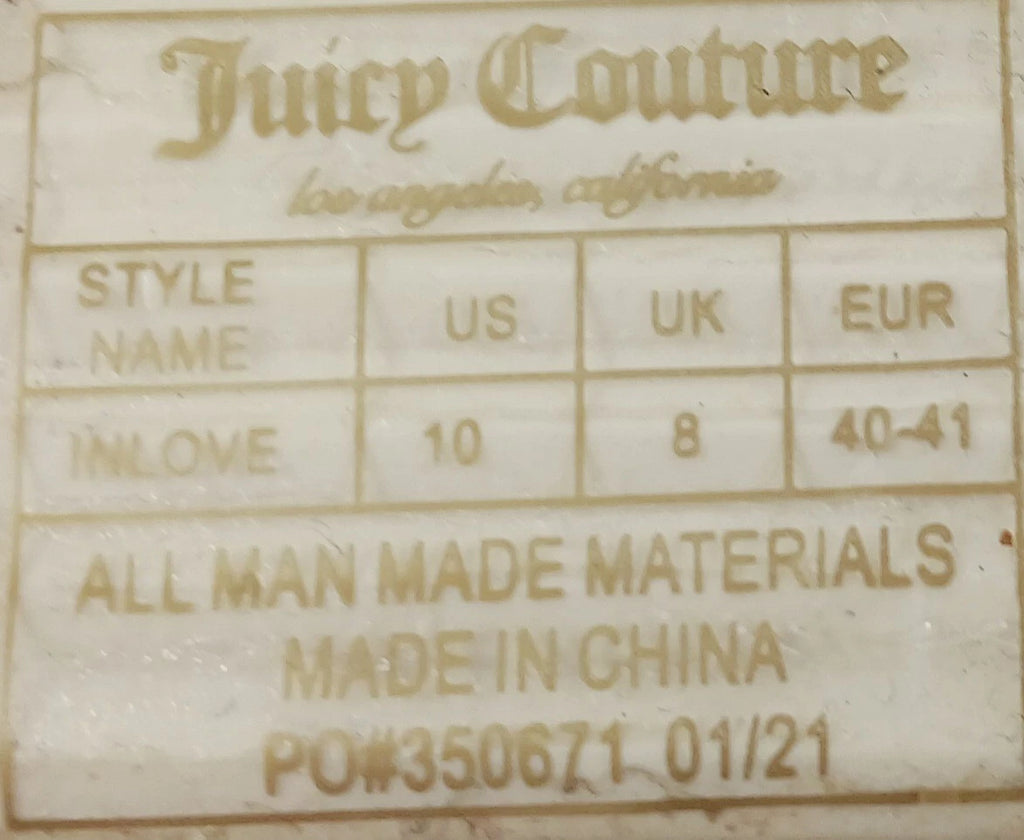 Juicy Couture
los angeles, california
STYLE NAME US UK EUR
INLOVE 10 8 40-41
ALL MAN MADE MATERIALS
MADE IN CHINA
PO#350671 01/21